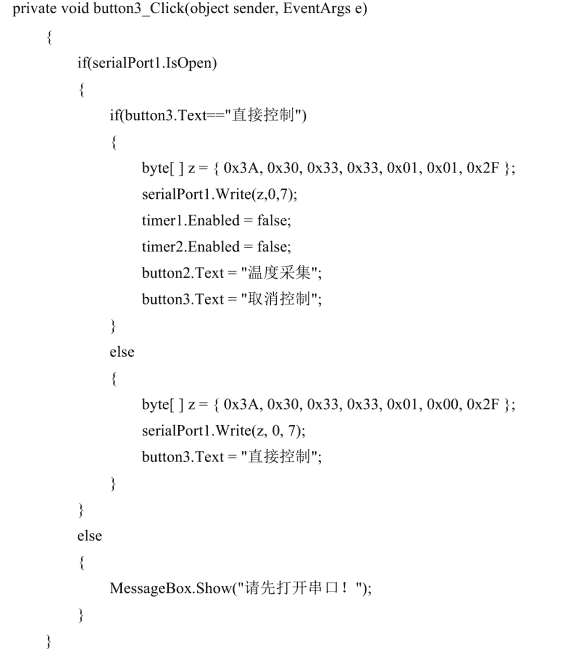 private void button3_Click(object sender, EventArgs e)
{
if(serialPort1.IsOpen)
{
if(button3.Text=="直接控制")
{
byte[ ] z = { 0x3A, 0x30, 0x33, 0x33, 0x01, 0x01, 0x2F };
serialPort1.Write(z,0,7);
timer1.Enabled = false;
timer2.Enabled = false;
button2.Text = "温度采集";
button3.Text = "取消控制";
}
else
{
byte[ ] z = { 0x3A, 0x30, 0x33, 0x33, 0x01, 0x00, 0x2F };
serialPort1.Write(z, 0, 7);
button3.Text = "直接控制";
}
}
else
{
MessageBox.Show("请先打开串口！");
}
}